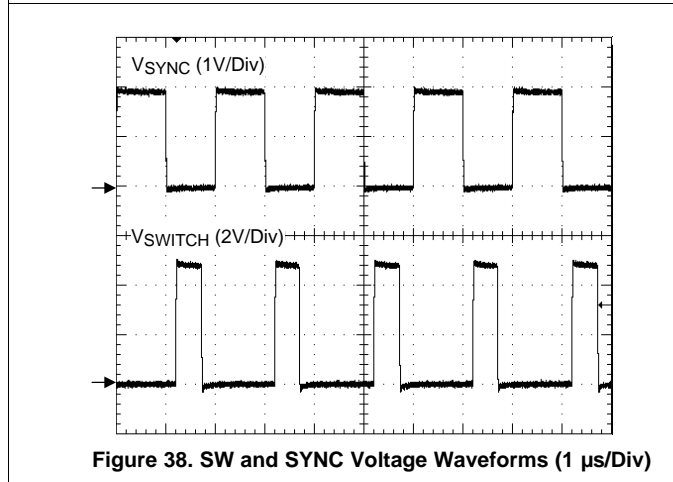 VSYNC (1V/Div)
VSWITCH (2V/Div)
Figure 38. SW and SYNC Voltage Waveforms (1 µs/Div)